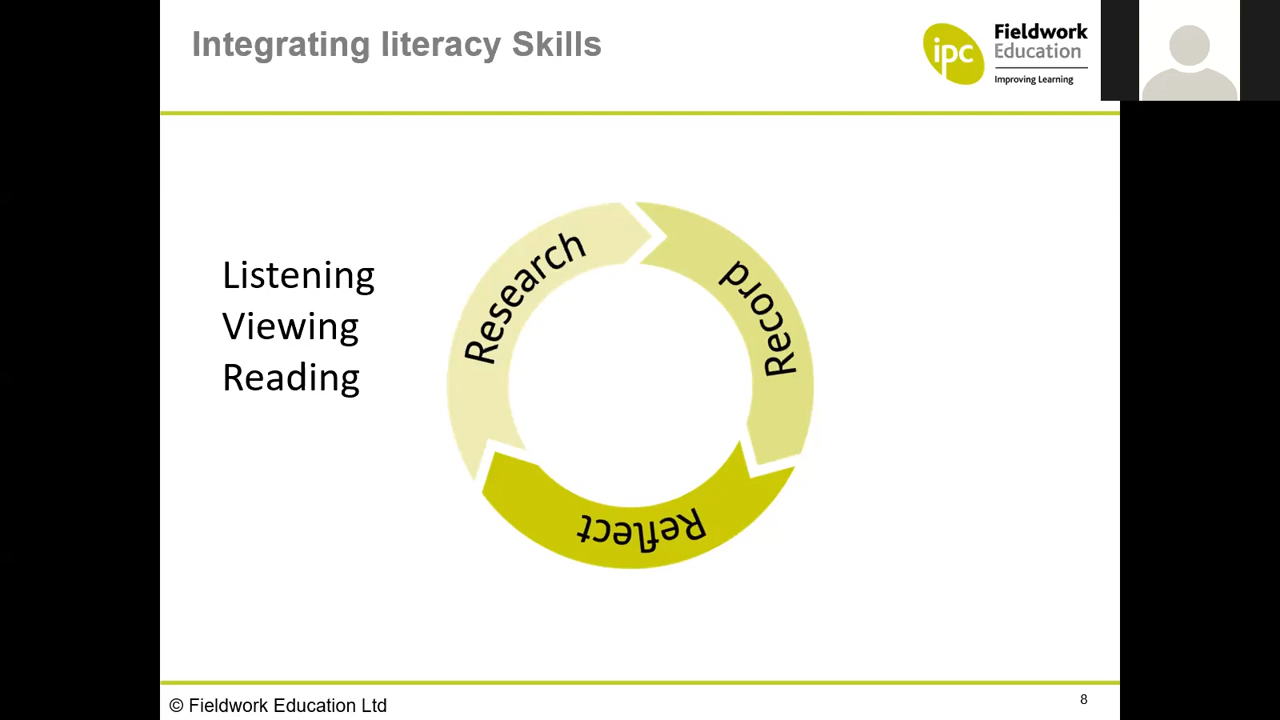 Integrating literacy Skills
ipc
Fieldwork
Education
Improving Learning
Listening
Viewing
Reading
Research
Record
Reflect
© Fieldwork Education Ltd
8